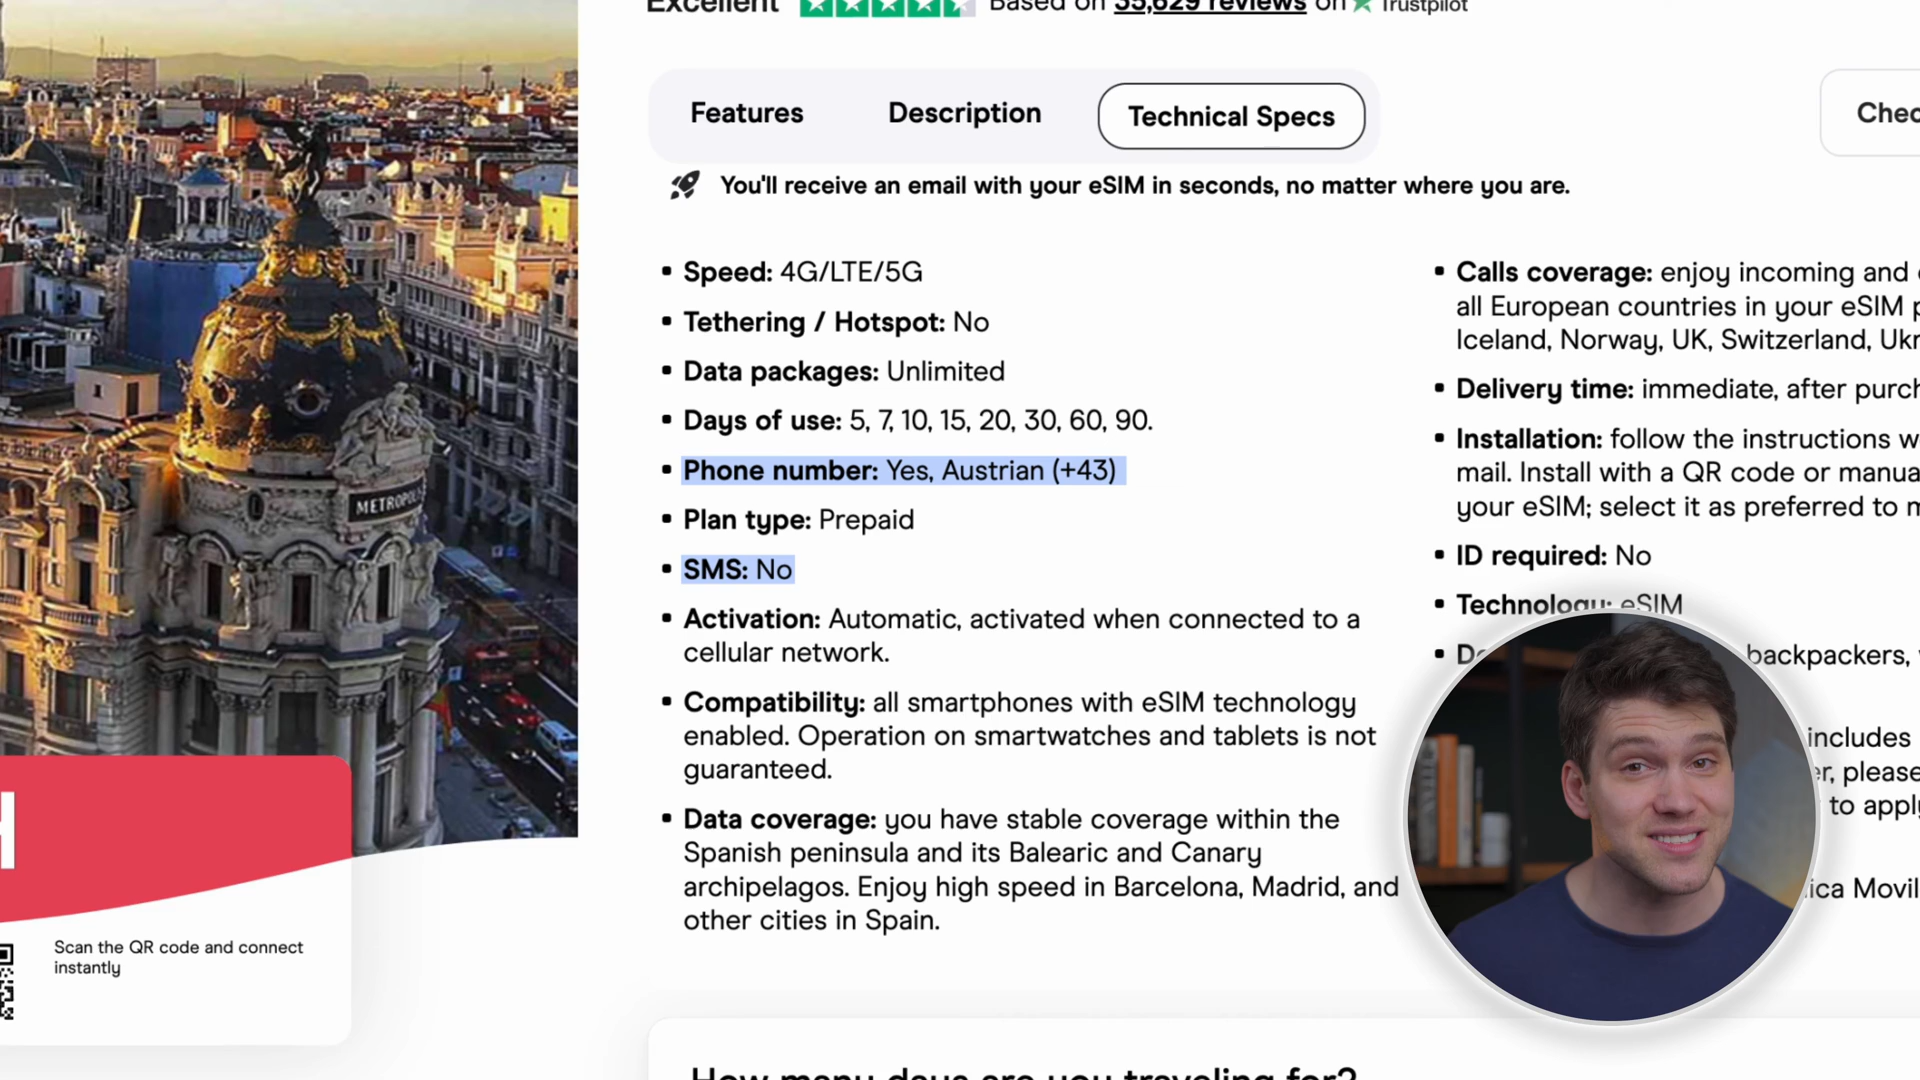 Excellent Based on 35,629 reviews on Trustpilot
Features Description Technical Specs
You'll receive an email with your eSIM in seconds, no matter where you are.
Speed: 4G/LTE/5G
Tethering / Hotspot: No
Data packages: Unlimited
Days of use: 5, 7, 10, 15, 20, 30, 60, 90.
Phone number: Yes, Austrian (+43)
Plan type: Prepaid
SMS: No
Activation: Automatic, activated when connected to a
cellular network.
Compatibility: all smartphones with eSIM technology
enabled. Operation on smartwatches and tablets is not
guaranteed.
Data coverage: you have stable coverage within the
Spanish peninsula and its Balearic and Canary
archipelagos. Enjoy high speed in Barcelona, Madrid, and
other cities in Spain.
Calls coverage: enjoy incoming and
all European countries in your eSIM
Iceland, Norway, UK, Switzerland,
Delivery time: immediate, after
Installation: follow the instructions
mail. Install with a QR code or
your eSIM; select it as preferred to
ID required: No
Technology: eSIM
backpackers,
includes
please
to
Movil
METROPOLIS
Scan the QR code and connect
instantly
How many days are you traveling for?